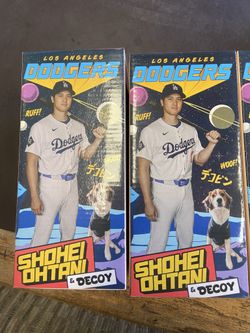 LOS ANGELES
DODGERS
RUFF!
Dodgers
デコピン
SHOHEI
OHTANI
& DECOY
LOS ANGELES
DODGERS
RUFF!
Dodgers
WOOF!
デコピン
SHOHEI
OHTANI
& DECOY